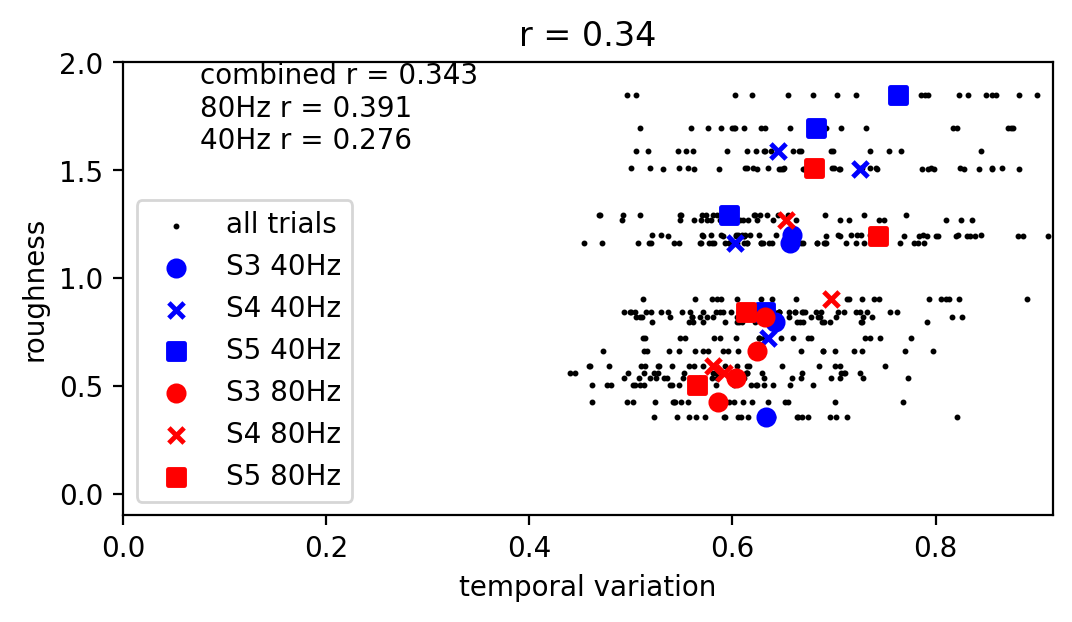 r = 0.34
combined r = 0.343
80Hz r = 0.391
40Hz r = 0.276
2.0
1.5
1.0
0.5
0.0
roughness
all trials
S3 40Hz
S4 40Hz
S5 40Hz
S3 80Hz
S4 80Hz
S5 80Hz
0.0 0.2 0.4 0.6 0.8
temporal variation